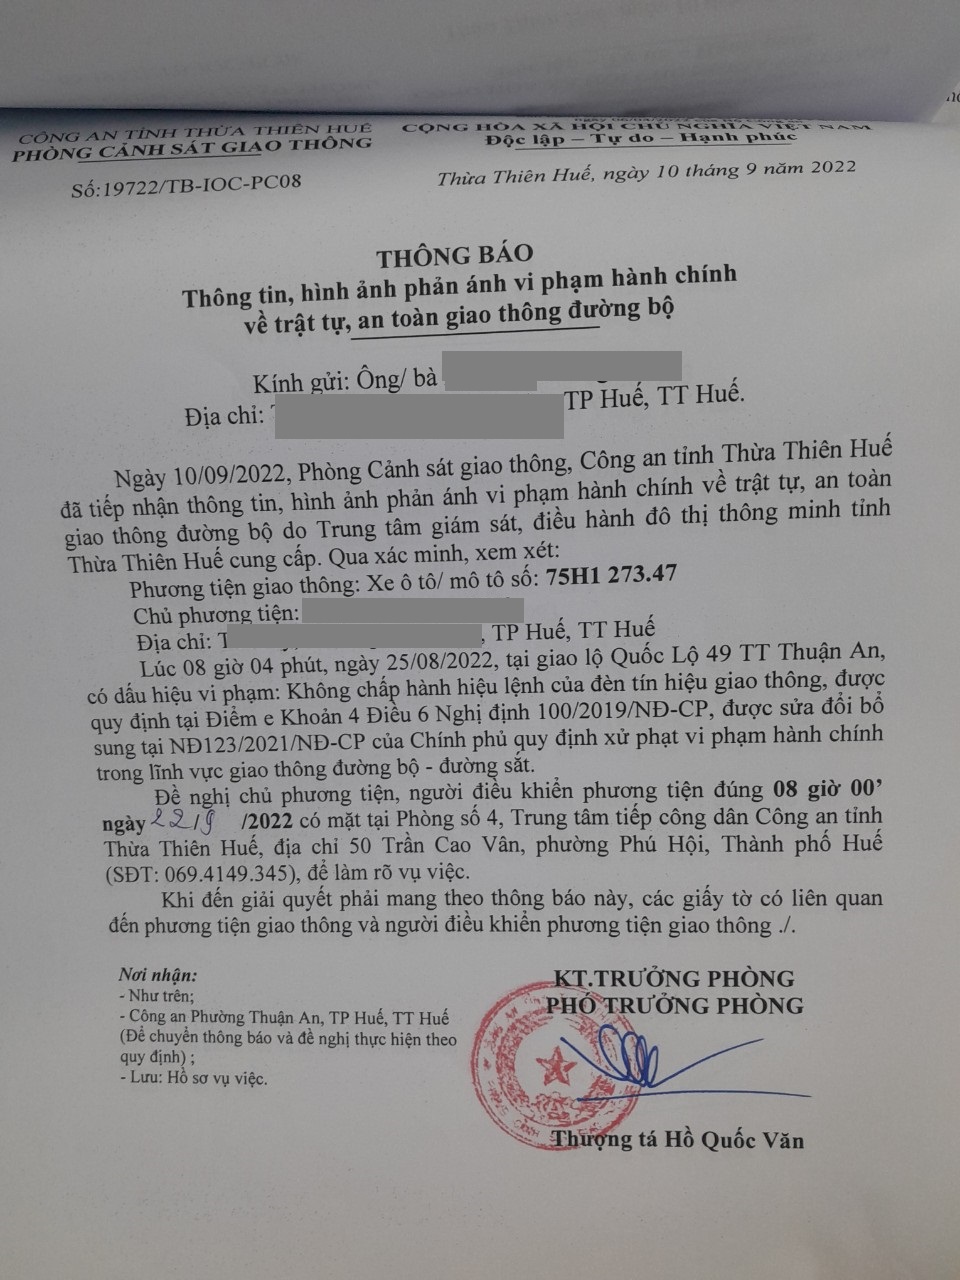 CÔNG AN TỈNH THỪA THIÊN HUẾ
PHÒNG CẢNH SÁT GIAO THÔNG
CỘNG HÒA XÃ HỘI CHỦ NGHĨA VIỆT NAM
Độc lập – Tự do – Hạnh phúc
Số:19722/TB-IOC-PC08
Thừa Thiên Huế, ngày 10 tháng 9 năm 2022
THÔNG BÁO
Thông tin, hình ảnh phản ánh vi phạm hành chính
về trật tự, an toàn giao thông đường bộ
Kính gửi: Ông/ bà
Địa chỉ: TP Huế, TT Huế.
Ngày 10/09/2022, Phòng Cảnh sát giao thông, Công an tỉnh Thừa Thiên Huế
đã tiếp nhận thông tin, hình ảnh phản ánh vi phạm hành chính về trật tự, an toàn
giao thông đường bộ do Trung tâm giám sát, điều hành đô thị thông minh tỉnh
Thừa Thiên Huế cung cấp. Qua xác minh, xem xét:
Phương tiện giao thông: Xe ô tô/ mô tô số: 75H1 273.47
Chủ phương tiện:
Địa chỉ: T , TP Huế, TT Huế
Lúc 08 giờ 04 phút, ngày 25/08/2022, tại giao lộ Quốc Lộ 49 TT Thuận An,
có dấu hiệu vi phạm: Không chấp hành hiệu lệnh của đèn tín hiệu giao thông, được
quy định tại Điểm e Khoản 4 Điều 6 Nghị định 100/2019/NĐ-CP, được sửa đổi bổ
sung tại NĐ123/2021/NĐ-CP của Chính phủ quy định xử phạt vi phạm hành chính
trong lĩnh vực giao thông đường bộ - đường sắt.
Đề nghị chủ phương tiện, người điều khiển phương tiện đúng 08 giờ 00’
ngày 22/9 /2022 có mặt tại Phòng số 4, Trung tâm tiếp công dân Công an tỉnh
Thừa Thiên Huế, địa chỉ 50 Trần Cao Vân, phường Phú Hội, Thành phố Huế
(SĐT: 069.4149.345), để làm rõ vụ việc.
Khi đến giải quyết phải mang theo thông báo này, các giấy tờ có liên quan
đến phương tiện giao thông và người điều khiển phương tiện giao thông ./.
Nơi nhận:
- Như trên;
- Công an Phường Thuận An, TP Huế, TT Huế
(Để chuyển thông báo và đề nghị thực hiện theo
quy định) ;
- Lưu: Hồ sơ vụ việc.
KT.TRƯỞNG PHÒNG
PHÓ TRƯỞNG PHÒNG
Thượng tá Hồ Quốc Văn